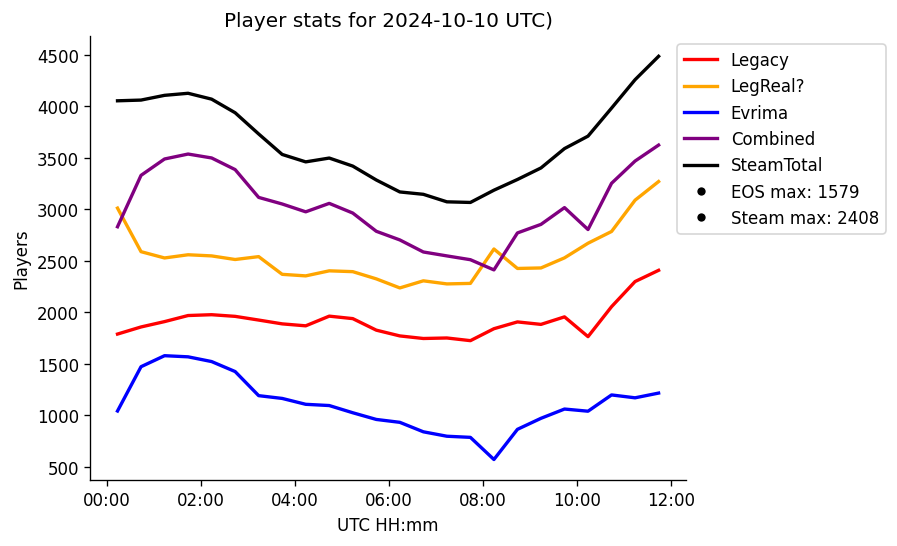 Player stats for 2024-10-10 UTC)
4500
4000
3500
3000
2500
2000
1500
1000
500
Players
00:00 02:00 04:00 06:00 08:00 10:00 12:00
UTC HH:mm
Legacy
LegReal?
Evrima
Combined
SteamTotal
EOS max: 1579
Steam max: 2408